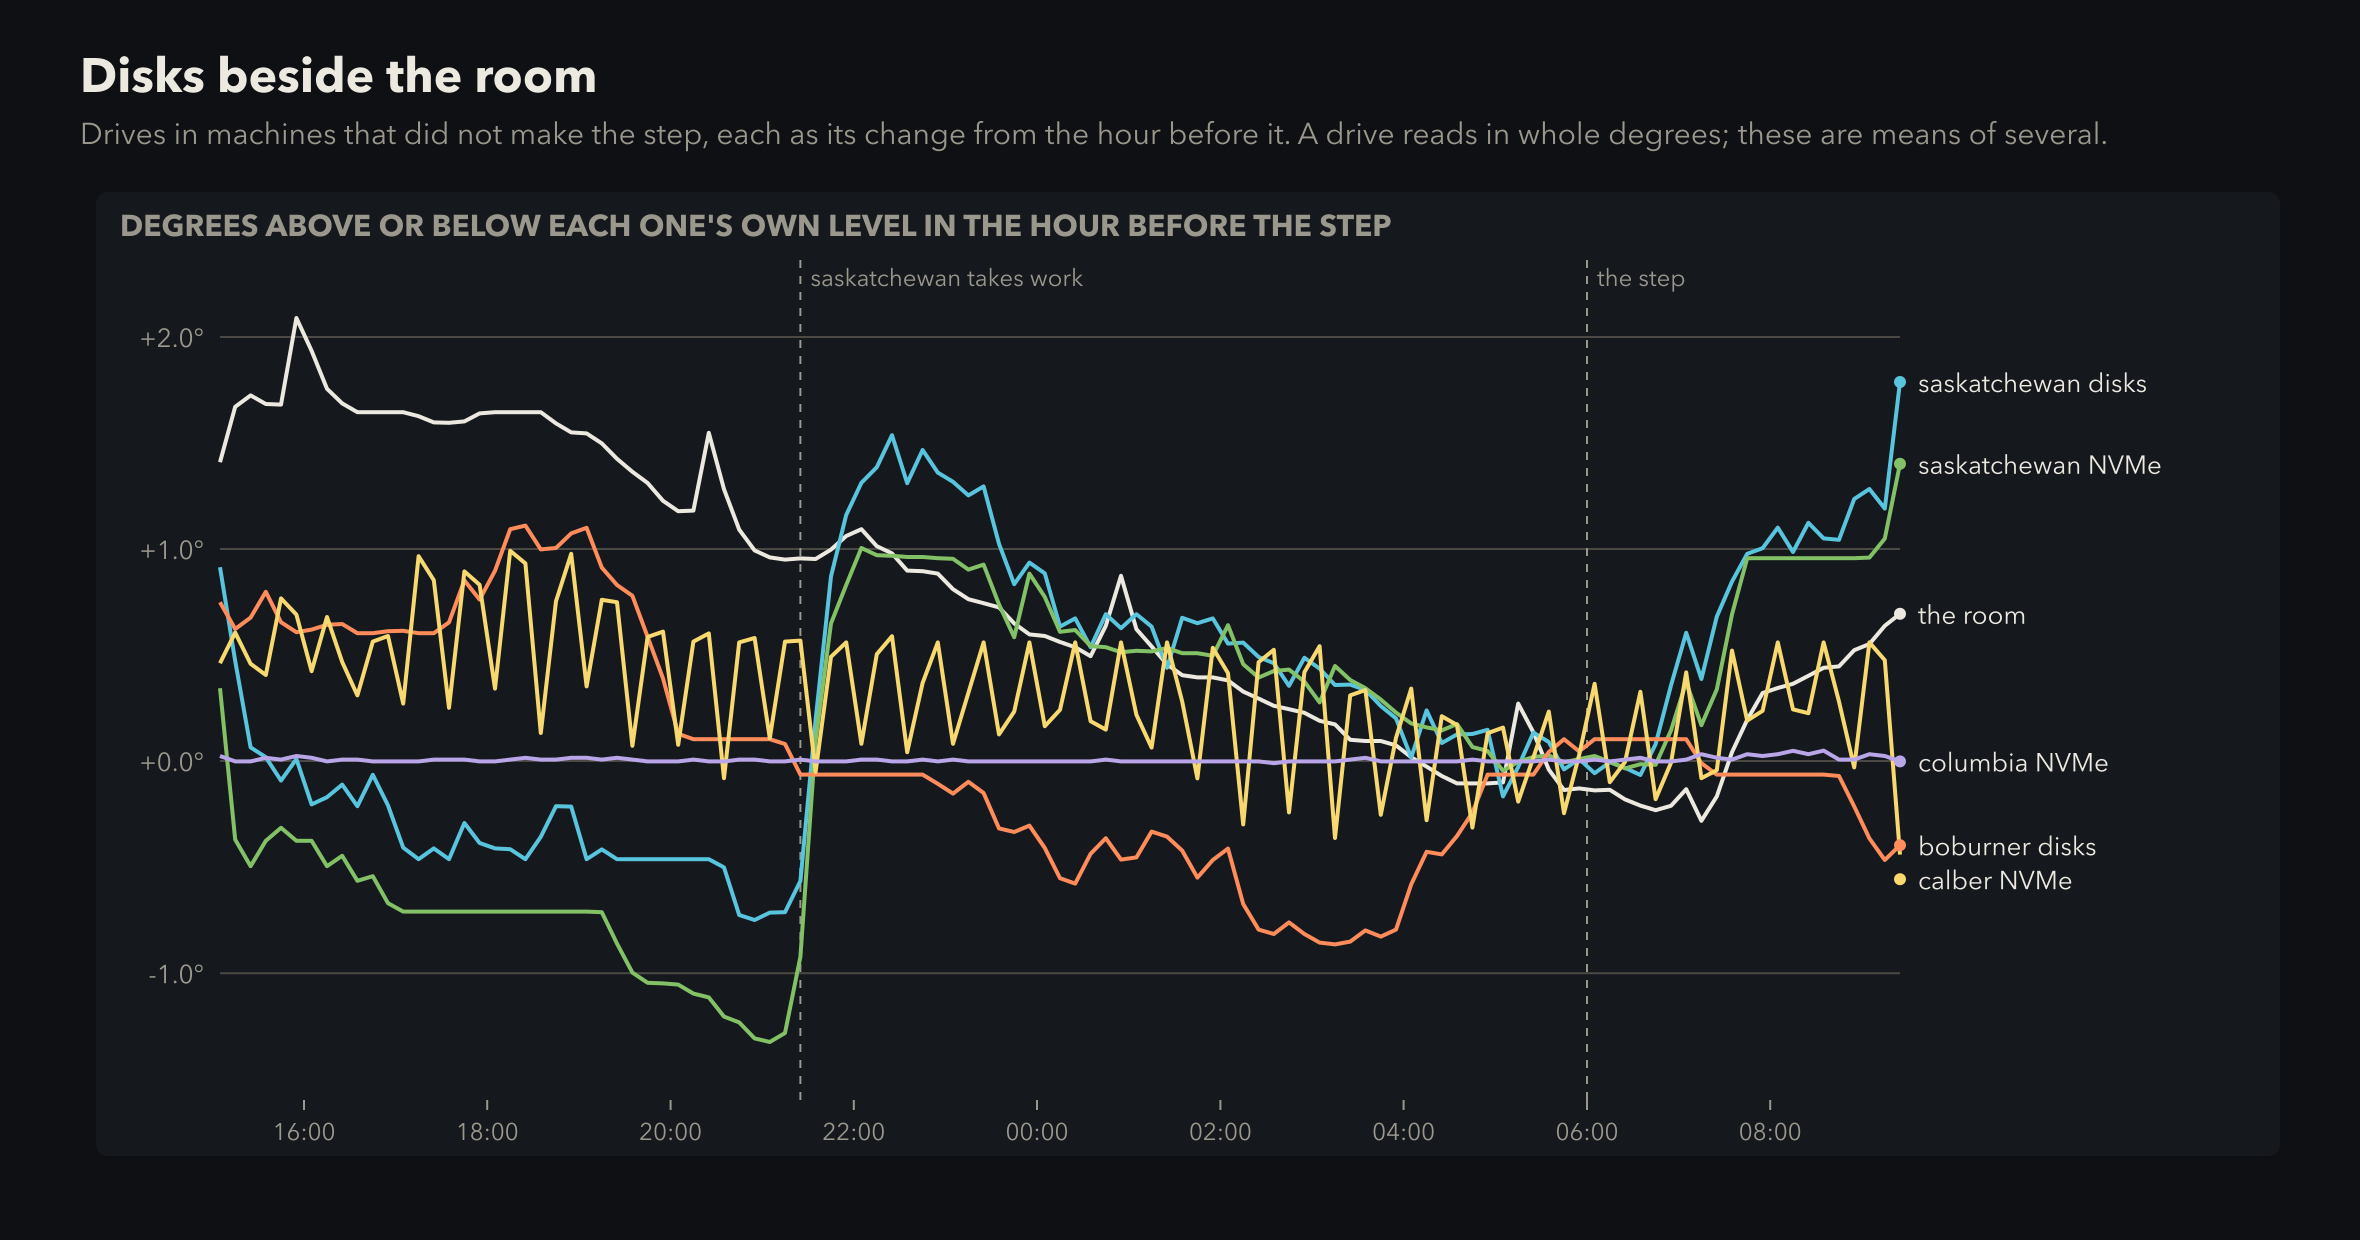 Disks beside the room
Drives in machines that did not make the step, each as its change from the hour before it. A drive reads in whole degrees; these are means of several.
DEGREES ABOVE OR BELOW EACH ONE'S OWN LEVEL IN THE HOUR BEFORE THE STEP
saskatchewan takes work
the step
+2.0°
saskatchewan disks
saskatchewan NVMe
+1.0°
the room
+0.0°
columbia NVMe
boburner disks
calber NVMe
-1.0°
16:00
18:00
20:00
22:00
00:00
02:00
04:00
06:00
08:00